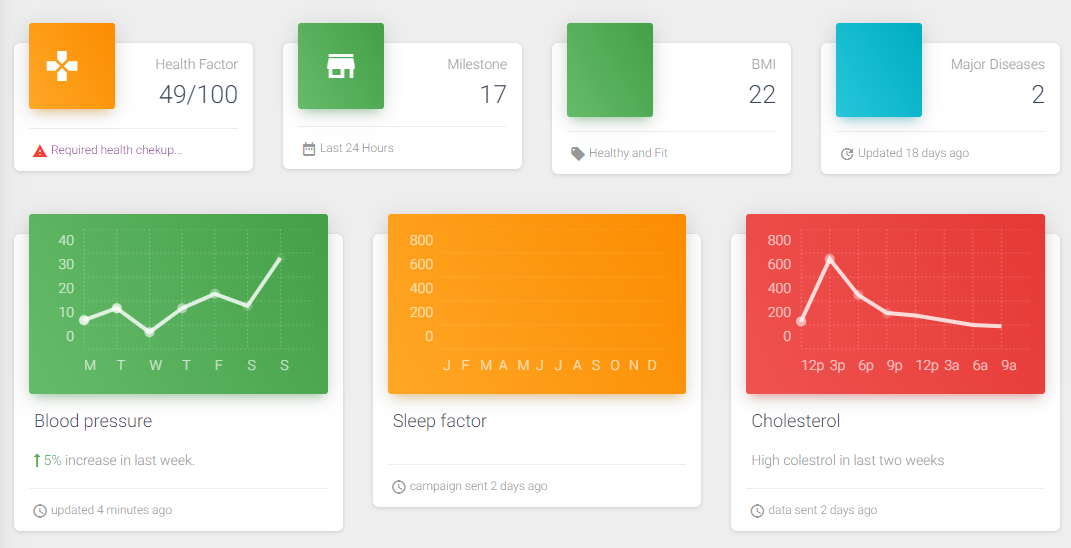 Health Factor
49/100
Required health chekup...
Milestone
17
Last 24 Hours
BMI
22
Healthy and Fit
Major Diseases
2
Updated 18 days ago
40
30
20
10
0
M T W T F S S
Blood pressure
5% increase in last week.
updated 4 minutes ago
800
600
400
200
0
J F M A M J J A S O N D
Sleep factor
campaign sent 2 days ago
800
600
400
200
0
12p 3p 6p 9p 12p 3a 6a 9a
Cholesterol
High colestrol in last two weeks
data sent 2 days ago